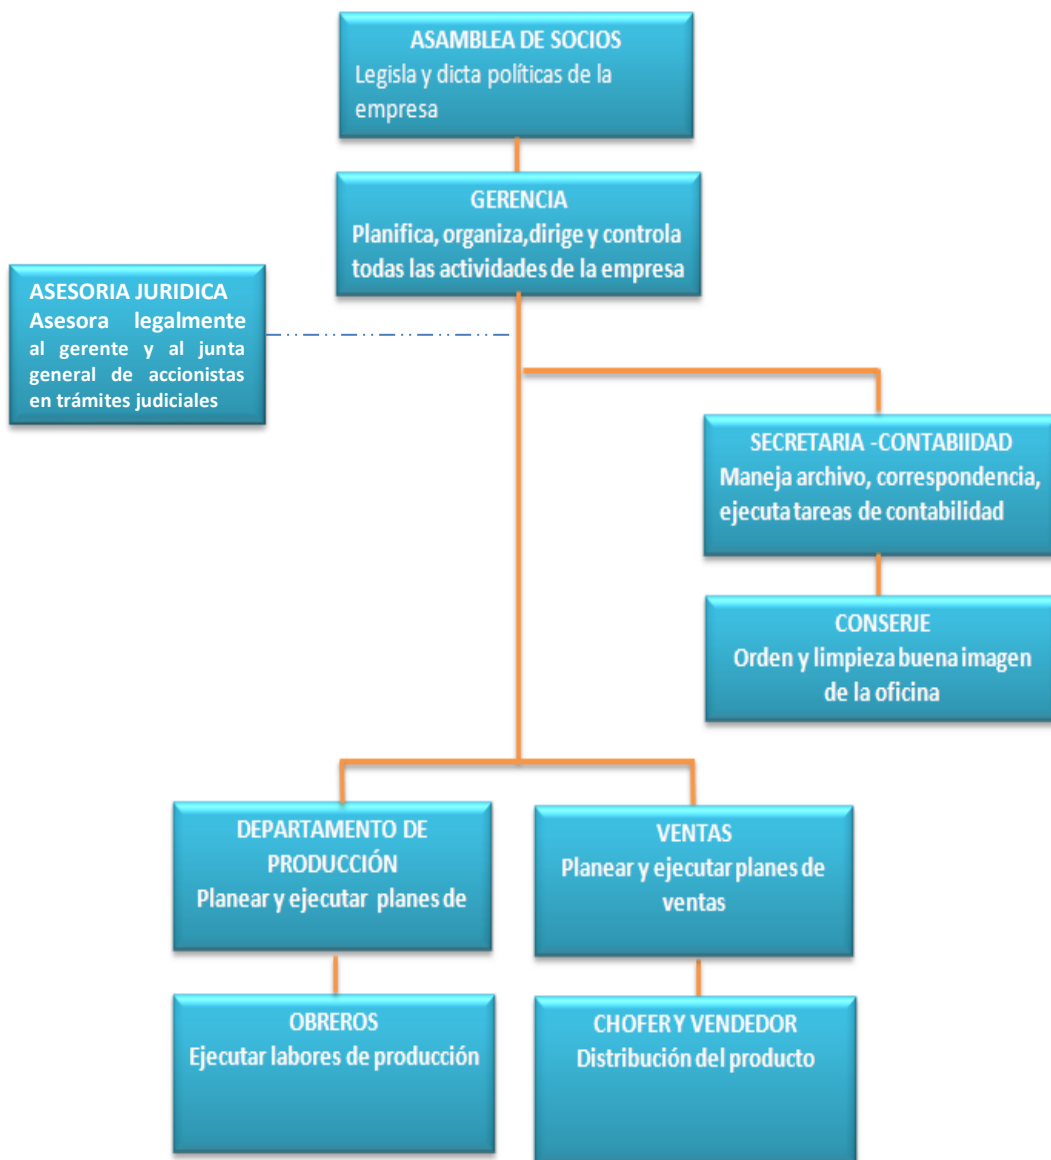 ASAMBLEA DE SOCIOS
Legisla y dicta políticas de la
empresa
GERENCIA
Planifica, organiza,dirige y controla
todas las actividades de la empresa
ASESORIA JURIDICA
Asesora legalmente
al gerente y al junta
general de accionistas
en trámites judiciales
SECRETARIA -CONTABIIDAD
Maneja archivo, correspondencia,
ejecuta tareas de contabilidad
CONSERJE
Orden y limpieza buena imagen
de la oficina
DEPARTAMENTO DE
PRODUCCIÓN
Planear y ejecutar planes de
VENTAS
Planear y ejecutar planes de
ventas
OBREROS
Ejecutar labores de producción
CHOFER Y VENDEDOR
Distribución del producto